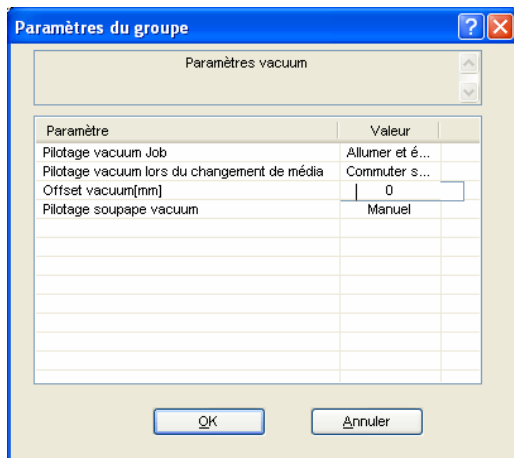 Paramètres du groupe
Paramètres vacuum
Paramètre Valeur
Pilotage vacuum Job Allumer et é...
Pilotage vacuum lors du changement de média Commuter s...
Offset vacuum[mm] 0
Pilotage soupape vacuum Manuel
OK Annuler